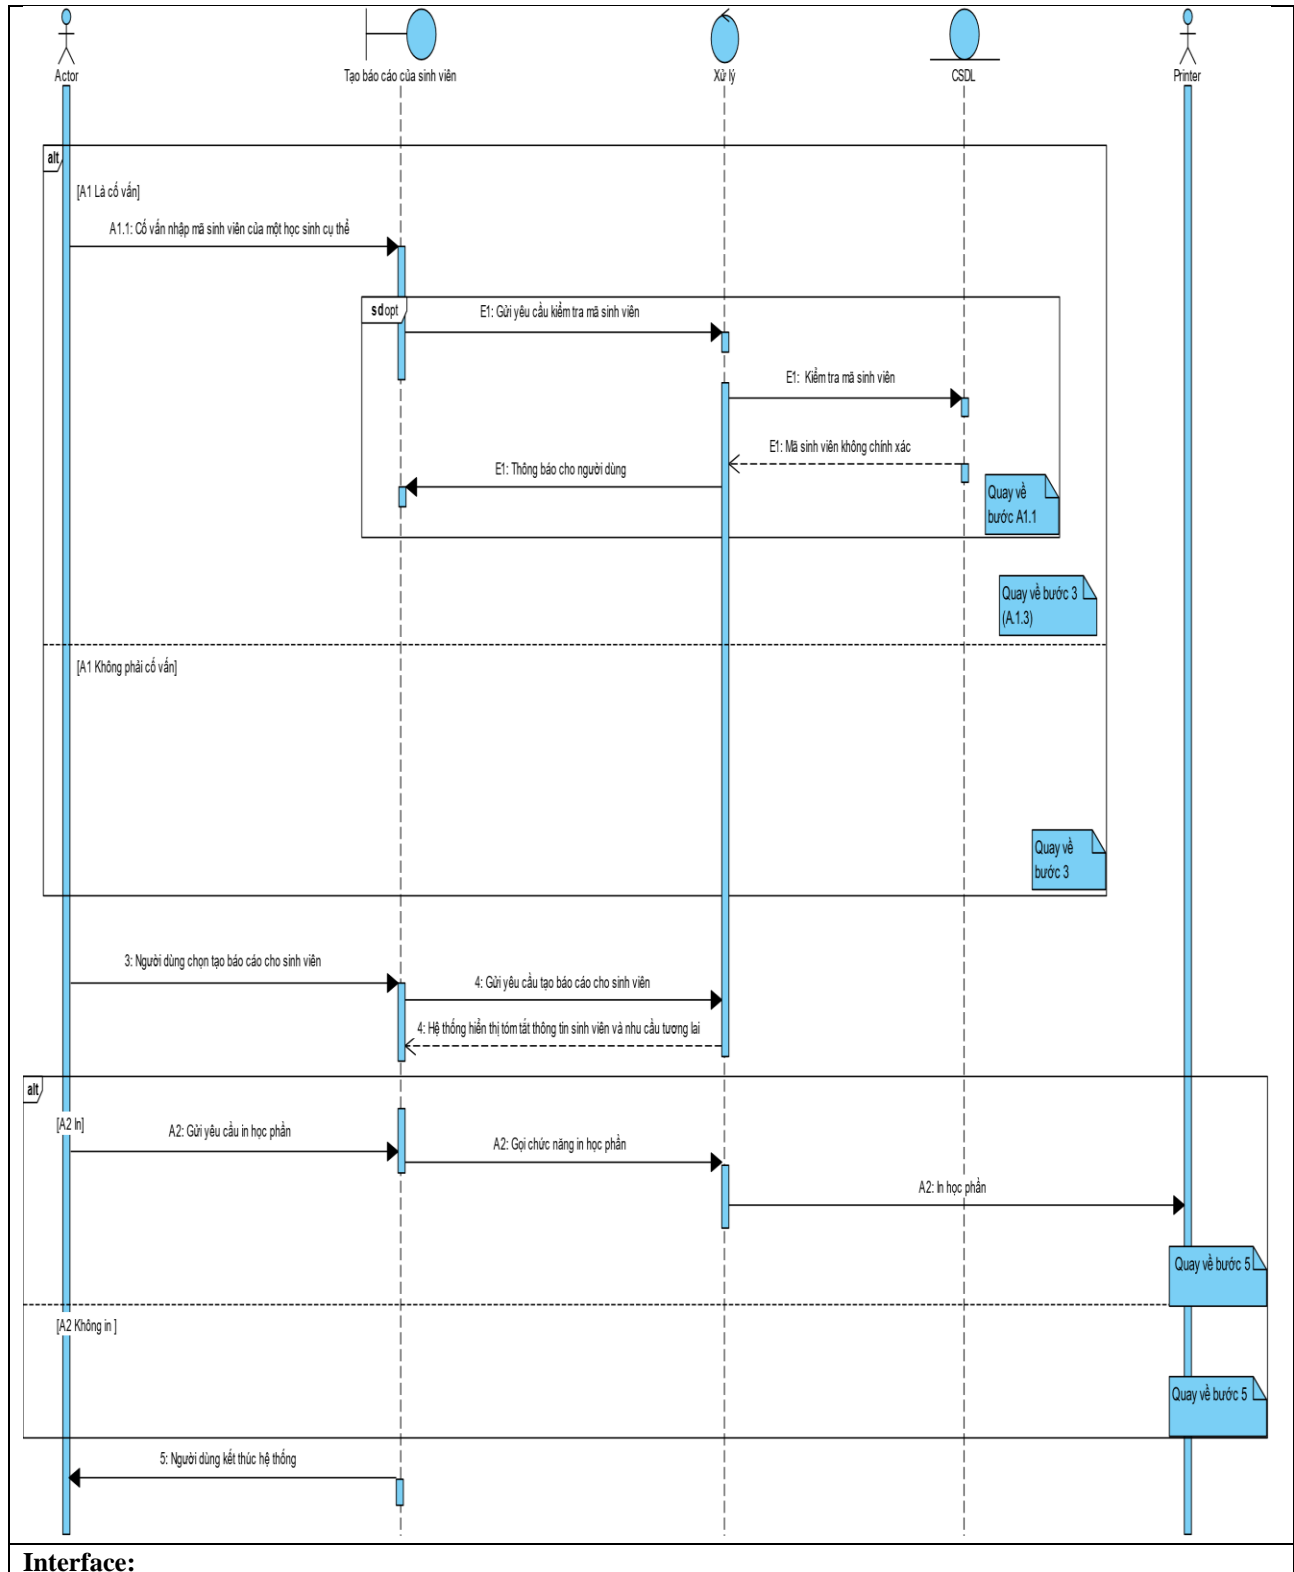 Actor
Tạo báo cáo của sinh viên
Xử lý
CSDL
Printer
alt
[A1 Là cố vấn]
A1.1: Cố vấn nhập mã sinh viên của một học sinh cụ thể
sd opt
E1: Gửi yêu cầu kiểm tra mã sinh viên
E1: Kiểm tra mã sinh viên
E1: Mã sinh viên không chính xác
E1: Thông báo cho người dùng
Quay về
bước A1.1
Quay về bước 3
(A.1.3)
[A1 Không phải cố vấn]
Quay về
bước 3
3: Người dùng chọn tạo báo cáo cho sinh viên
4: Gửi yêu cầu tạo báo cáo cho sinh viên
4: Hệ thống hiển thị tóm tắt thông tin sinh viên và nhu cầu tương lai
alt
[A2 In]
A2: Gửi yêu cầu in học phần
A2: Gọi chức năng in học phần
A2: In học phần
Quay về bước 5
[A2 Không in ]
Quay về bước 5
5: Người dùng kết thúc hệ thống
Interface: